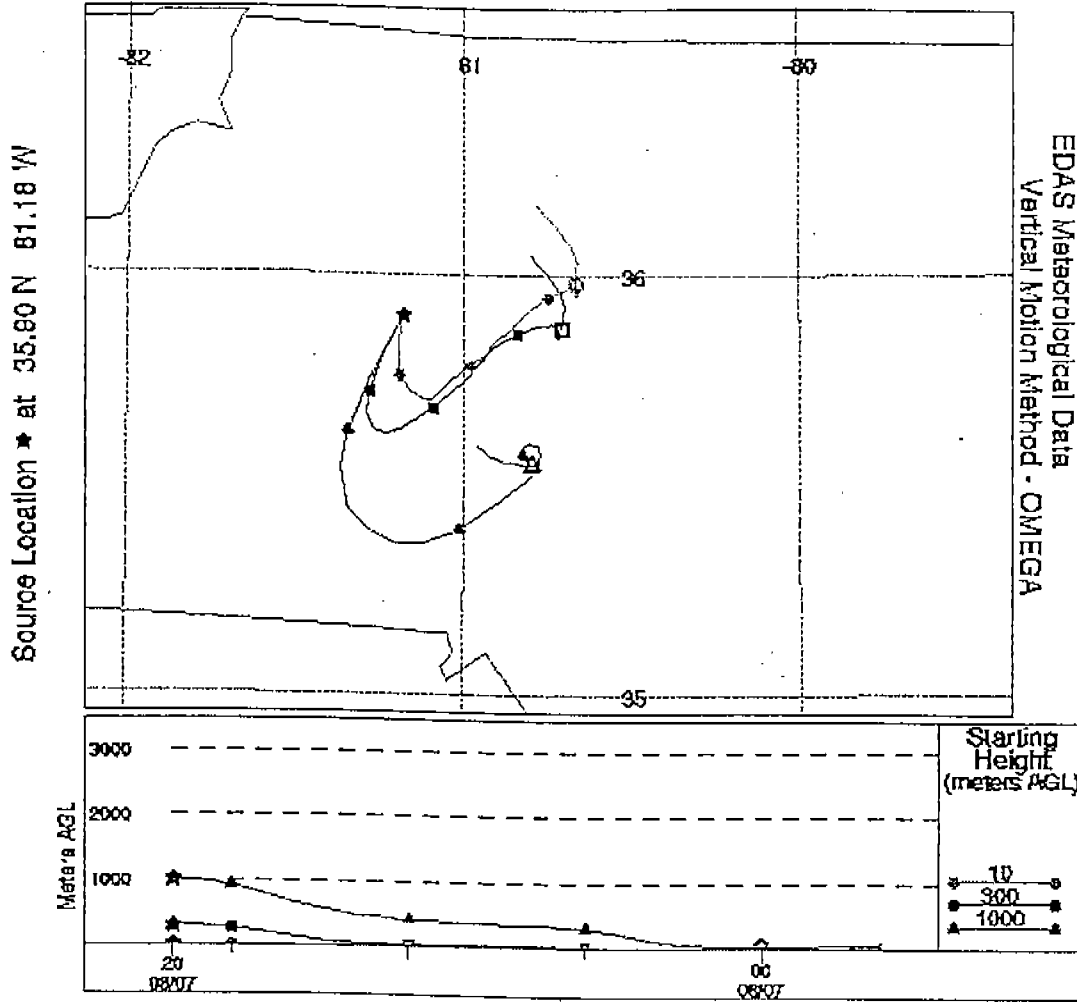 Source Location ★ at 35.90 N 81.18 W
EDAS Meteorological Data
Vertical Motion Method - OMEGA
-82
81
-80
36
35
Meters AGL
3000
2000
1000
20
08/07
00
08/07
Starting
Height
(meters AGL)
10
300
1000